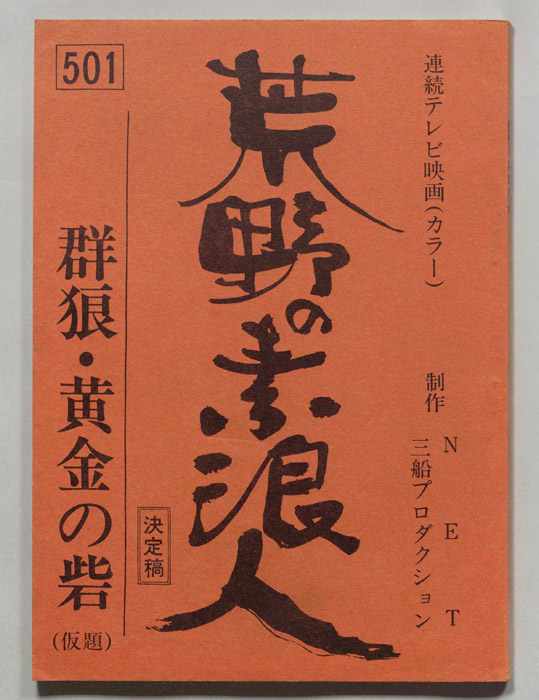 連続テレビ映画(カラー)
制作 NET
三船プロダクション
荒野の素浪人
決定稿
501
群狼・黄金の砦
(仮題)